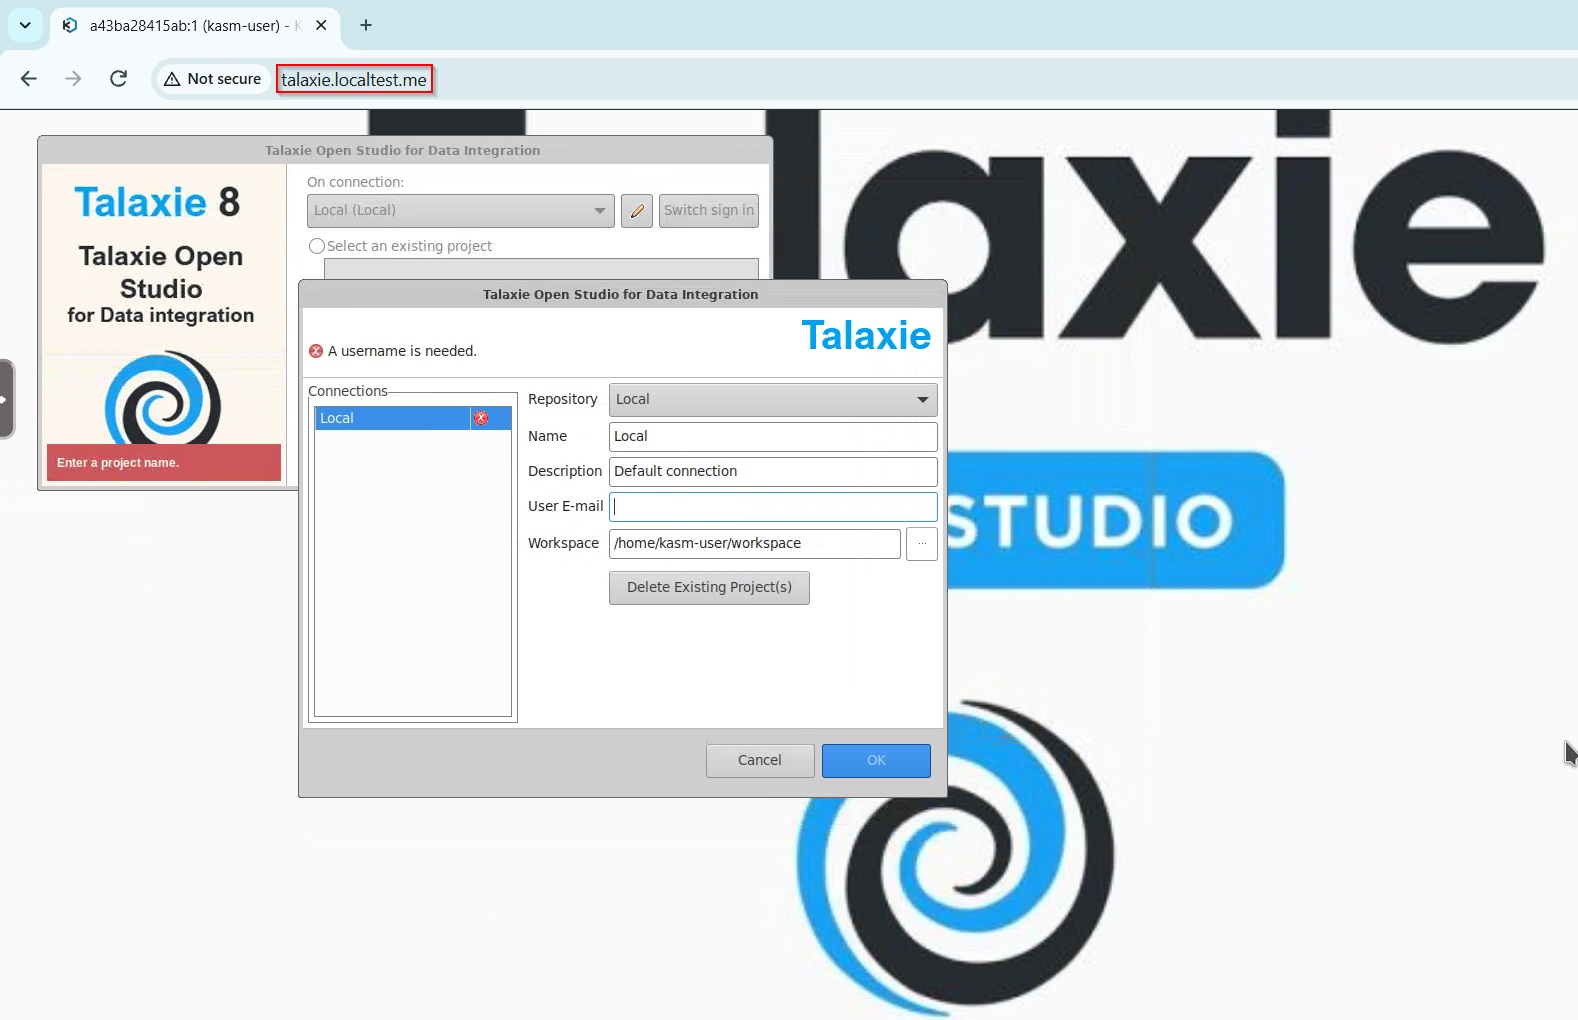 a43ba28415ab:1 (kasm-user) - K
Not secure
talaxie.localtest.me
laxie
STUDIO
Talaxie Open Studio for Data Integration
Talaxie 8
Talaxie Open
Studio
for Data integration
Enter a project name.
On connection:
Local (Local)
Switch sign in
Select an existing project
Talaxie Open Studio for Data Integration
A username is needed.
Talaxie
Connections
Local
Repository
Local
Name
Local
Description
Default connection
User E-mail
Workspace
/home/kasm-user/workspace
...
Delete Existing Project(s)
Cancel
OK